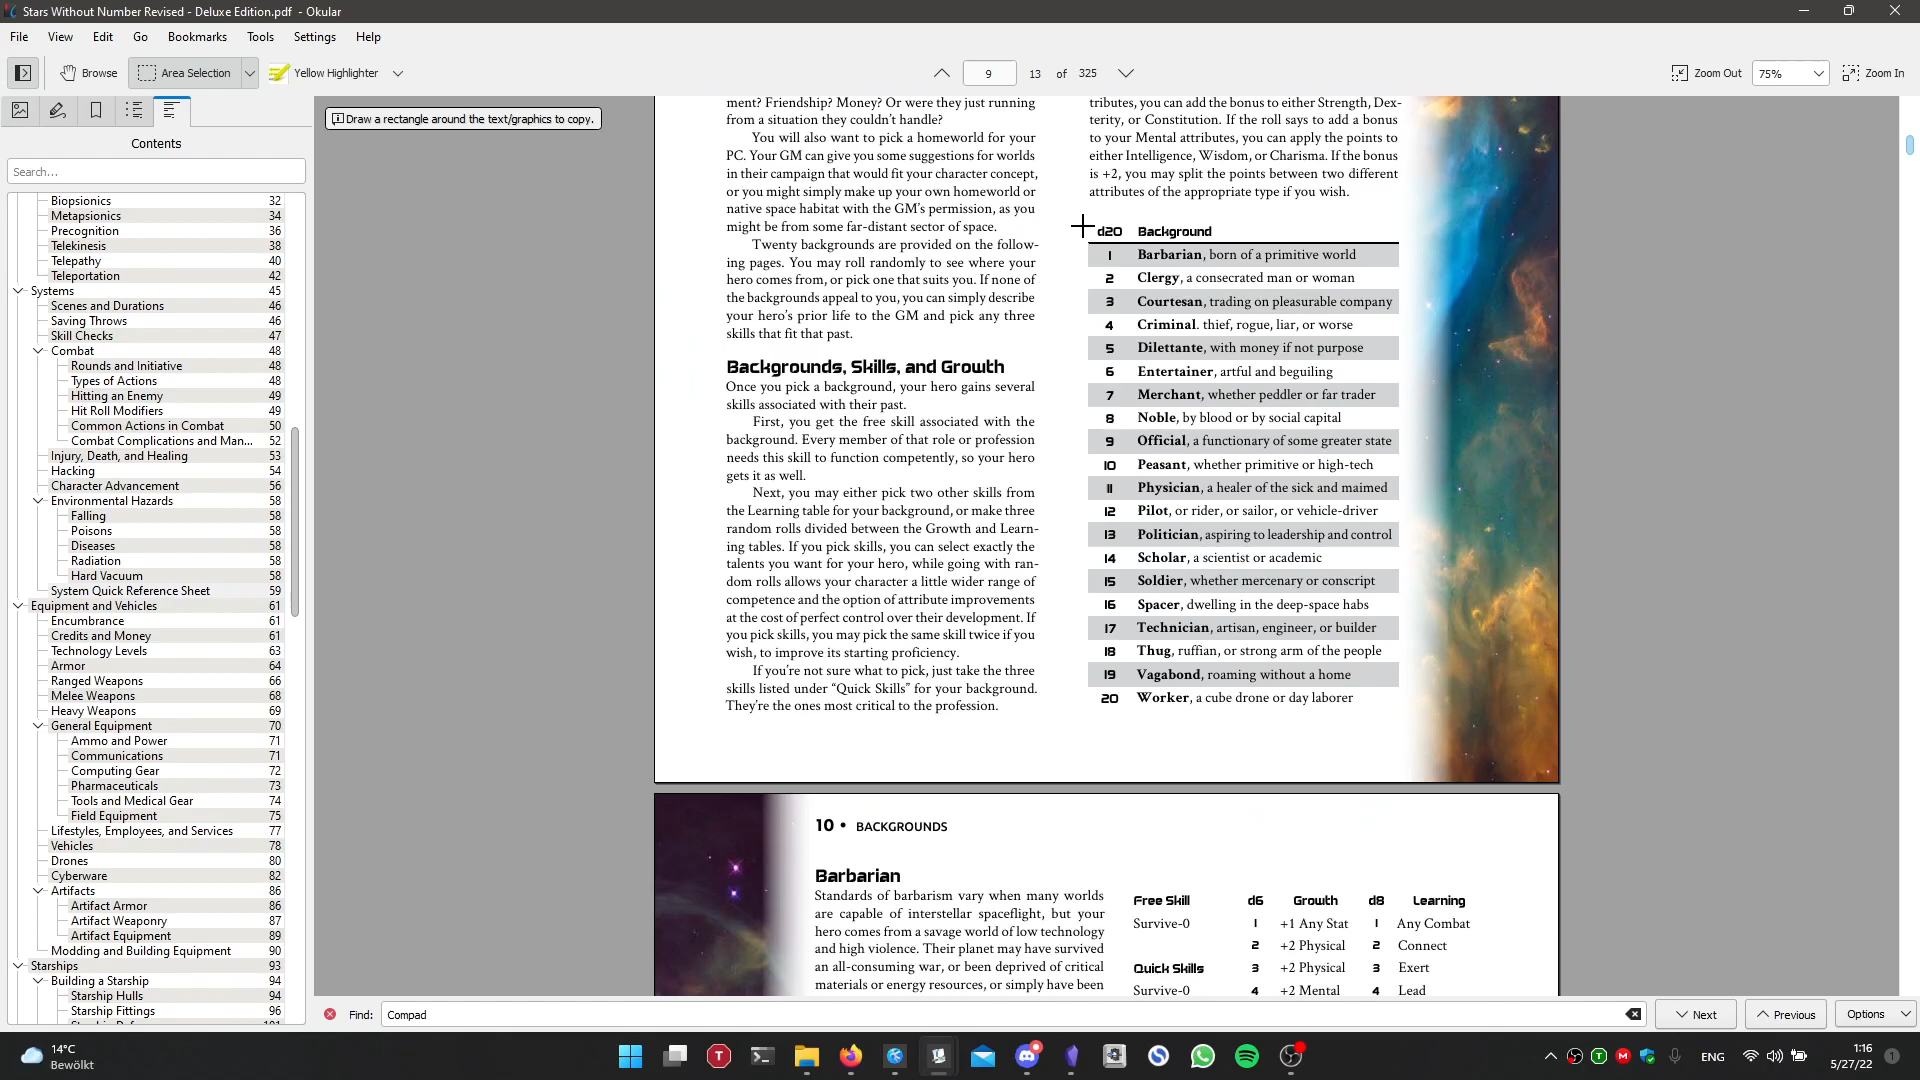 Stars Without Number Revised - Deluxe Edition.pdf - Okular
File View Edit Go Bookmarks Tools Settings Help
Browse Area Selection Yellow Highlighter 9 13 of 325 Zoom Out 75% Zoom In
Contents
Search...
Biopsionics 32
Metapsionics 34
Precognition 36
Telekinesis 38
Telepathy 40
Teleportation 42
Systems 45
Scenes and Durations 46
Saving Throws 46
Skill Checks 47
Combat 48
Rounds and Initiative 48
Types of Actions 48
Hitting an Enemy 49
Hit Roll Modifiers 49
Common Actions in Combat 50
Combat Complications and Man... 52
Injury, Death, and Healing 53
Hacking 54
Character Advancement 56
Environmental Hazards 58
Falling 58
Poisons 58
Diseases 58
Radiation 58
Hard Vacuum 58
System Quick Reference Sheet 59
Equipment and Vehicles 61
Encumbrance 61
Credits and Money 61
Technology Levels 63
Armor 64
Ranged Weapons 66
Melee Weapons 68
Heavy Weapons 69
General Equipment 70
Ammo and Power 71
Communications 71
Computing Gear 72
Pharmaceuticals 73
Tools and Medical Gear 74
Field Equipment 75
Lifestyles, Employees, and Services 77
Vehicles 78
Drones 80
Cyberware 82
Artifacts 86
Artifact Armor 86
Artifact Weaponry 87
Artifact Equipment 89
Modding and Building Equipment 90
Starships 93
Building a Starship 94
Starship Hulls 94
Starship Fittings 96
Draw a rectangle around the text/graphics to copy.
ment? Friendship? Money? Or were they just running
from a situation they couldn't handle?
You will also want to pick a homeworld for your
PC. Your GM can give you some suggestions for worlds
in their campaign that would fit your character concept,
or you might simply make up your own homeworld or
native space habitat with the GM's permission, as you
might be from some far-distant sector of space.
Twenty backgrounds are provided on the follow-
ing pages. You may roll randomly to see where your
hero comes from, or pick one that suits you. If none of
the backgrounds appeal to you, you can simply describe
your hero's prior life to the GM and pick any three
skills that fit that past.
Backgrounds, Skills, and Growth
Once you pick a background, your hero gains several
skills associated with their past.
First, you get the free skill associated with the
background. Every member of that role or profession
needs this skill to function competently, so your hero
gets it as well.
Next, you may either pick two other skills from
the Learning table for your background, or make three
random rolls divided between the Growth and Learn-
ing tables. If you pick skills, you can select exactly the
talents you want for your hero, while going with ran-
dom rolls allows your character a little wider range of
competence and the option of attribute improvements
at the cost of perfect control over their development. If
you pick skills, you may pick the same skill twice if you
wish, to improve its starting proficiency.
If you're not sure what to pick, just take the three
skills listed under “Quick Skills” for your background.
They're the ones most critical to the profession.
tributes, you can add the bonus to either Strength, Dex-
terity, or Constitution. If the roll says to add a bonus
to your Mental attributes, you can apply the points to
either Intelligence, Wisdom, or Charisma. If the bonus
is +2, you may split the points between two different
attributes of the appropriate type if you wish.
d20 Background
1 Barbarian, born of a primitive world
2 Clergy, a consecrated man or woman
3 Courtesan, trading on pleasurable company
4 Criminal. thief, rogue, liar, or worse
5 Dilettante, with money if not purpose
6 Entertainer, artful and beguiling
7 Merchant, whether peddler or far trader
8 Noble, by blood or by social capital
9 Official, a functionary of some greater state
10 Peasant, whether primitive or high-tech
11 Physician, a healer of the sick and maimed
12 Pilot, or rider, or sailor, or vehicle-driver
13 Politician, aspiring to leadership and control
14 Scholar, a scientist or academic
15 Soldier, whether mercenary or conscript
16 Spacer, dwelling in the deep-space habs
17 Technician, artisan, engineer, or builder
18 Thug, ruffian, or strong arm of the people
19 Vagabond, roaming without a home
20 Worker, a cube drone or day laborer
10 • BACKGROUNDS
Barbarian
Standards of barbarism vary when many worlds
are capable of interstellar spaceflight, but your
hero comes from a savage world of low technology
and high violence. Their planet may have survived
an all-consuming war, or been deprived of critical
materials or energy resources, or simply have been
Free Skill d6 Growth d8 Learning
Survive-0 1 +1 Any Stat 1 Any Combat
2 +2 Physical 2 Connect
Quick Skills 3 +2 Physical 3 Exert
Survive-0 4 +2 Mental 4 Lead
Find: Compad Next Previous Options
14°C
Bewölkt
ENG
1:16
5/27/22
1